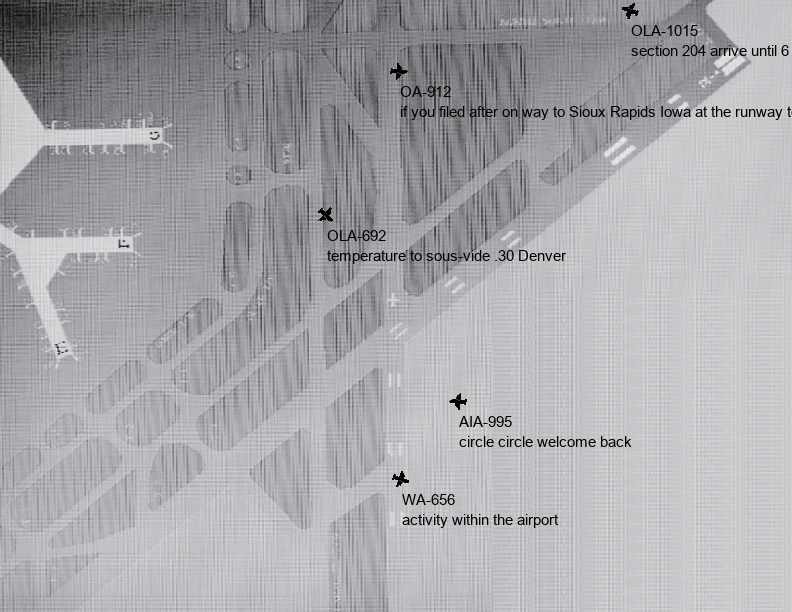 OLA-1015
section 204 arrive until 6
OA-912
if you filed after on way to Sioux Rapids Iowa at the runway
G
F
OLA-692
temperature to sous-vide .30 Denver
E
AIA-995
circle circle welcome back
WA-656
activity within the airport